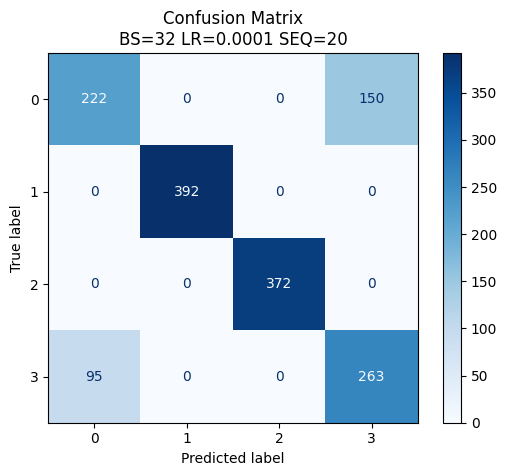 Confusion Matrix
BS=32 LR=0.0001 SEQ=20
0 222 0 0 150
1 0 392 0 0
2 0 0 372 0
3 95 0 0 263
0 1 2 3
Predicted label
True label
350
300
250
200
150
100
50
0